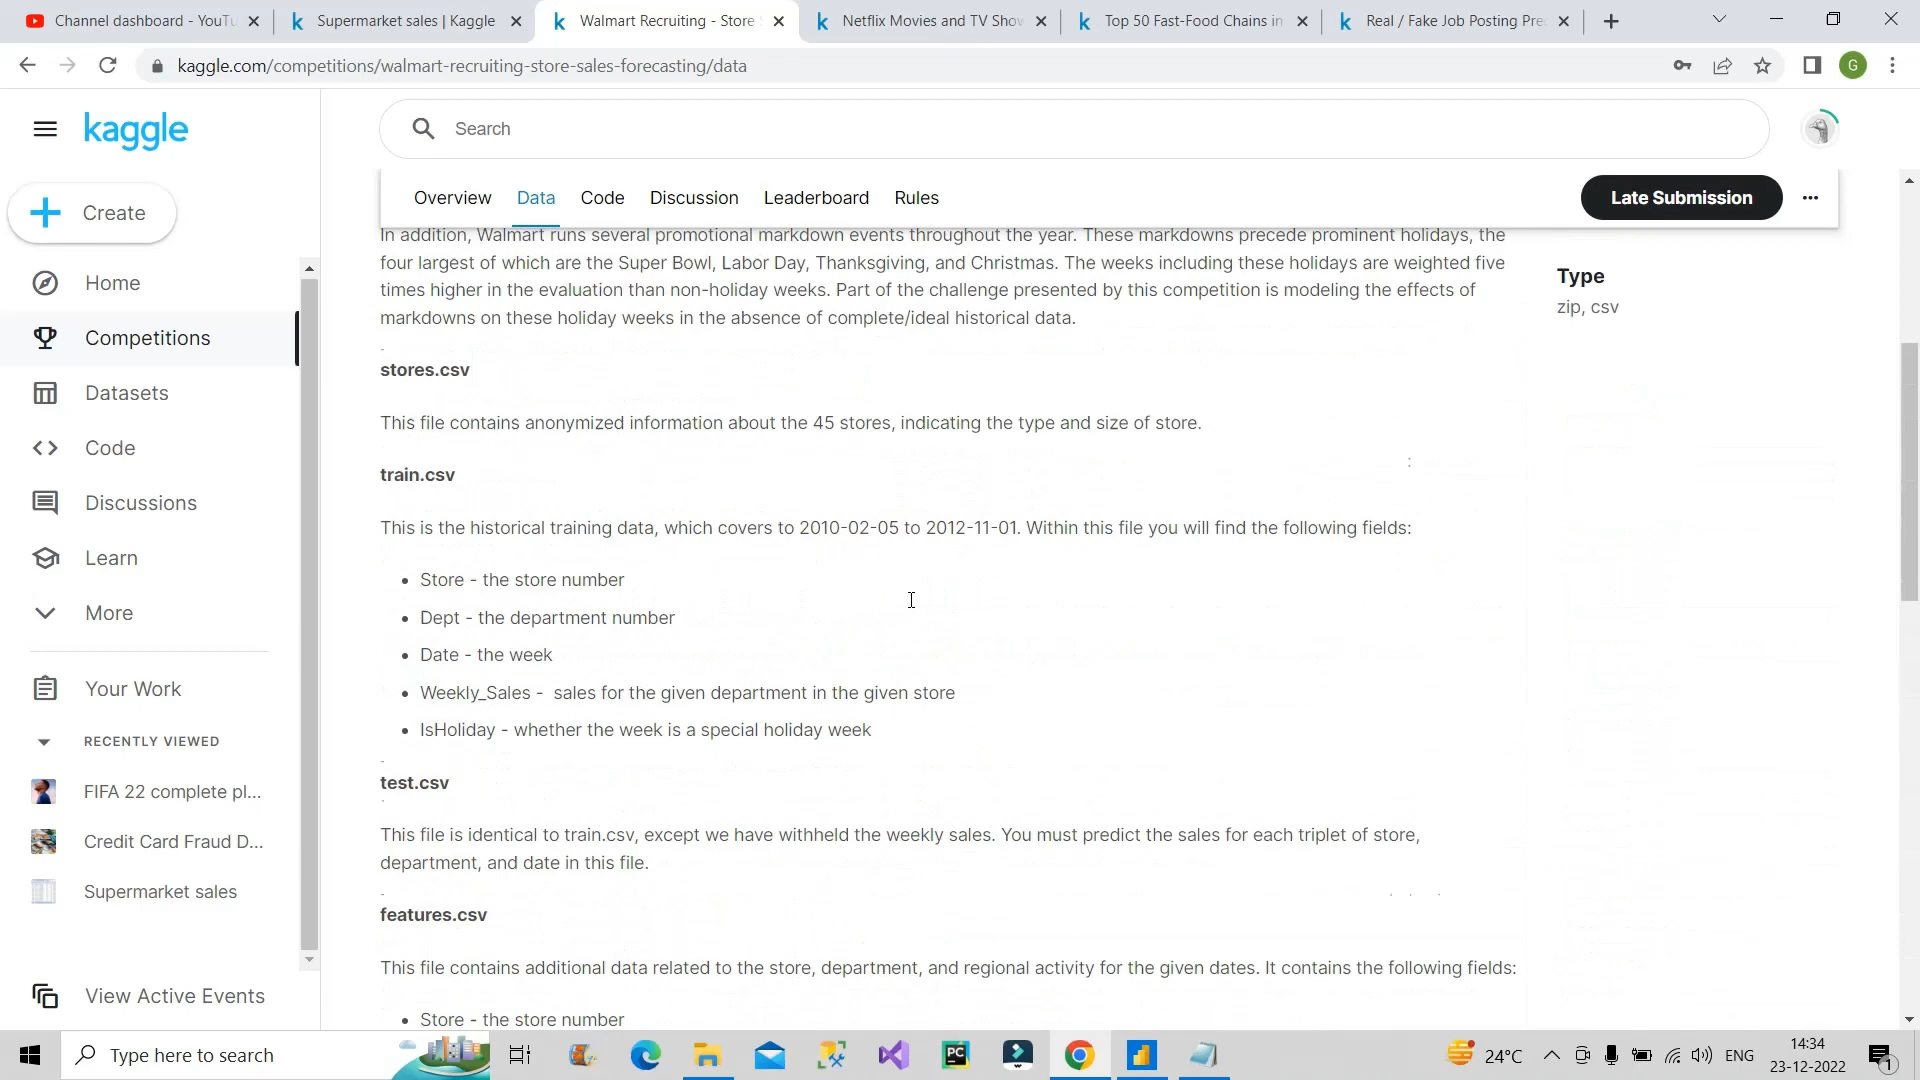 Channel dashboard - YouTu
Supermarket sales | Kaggle
Walmart Recruiting - Store S
Netflix Movies and TV Show
Top 50 Fast-Food Chains in
Real / Fake Job Posting Pre
kaggle.com/competitions/walmart-recruiting-store-sales-forecasting/data
G
kaggle
Search
Create
Overview
Data
Code
Discussion
Leaderboard
Rules
Late Submission
Home
Competitions
Datasets
Code
Discussions
Learn
More
Your Work
RECENTLY VIEWED
FIFA 22 complete pl...
Credit Card Fraud D...
Supermarket sales
View Active Events
In addition, Walmart runs several promotional markdown events throughout the year. These markdowns precede prominent holidays, the
four largest of which are the Super Bowl, Labor Day, Thanksgiving, and Christmas. The weeks including these holidays are weighted five
times higher in the evaluation than non-holiday weeks. Part of the challenge presented by this competition is modeling the effects of
markdowns on these holiday weeks in the absence of complete/ideal historical data.
stores.csv
This file contains anonymized information about the 45 stores, indicating the type and size of store.
train.csv
This is the historical training data, which covers to 2010-02-05 to 2012-11-01. Within this file you will find the following fields:
• Store - the store number
• Dept - the department number
• Date - the week
• Weekly_Sales - sales for the given department in the given store
• IsHoliday - whether the week is a special holiday week
test.csv
This file is identical to train.csv, except we have withheld the weekly sales. You must predict the sales for each triplet of store,
department, and date in this file.
features.csv
This file contains additional data related to the store, department, and regional activity for the given dates. It contains the following fields:
• Store - the store number
Type
zip, csv
Type here to search
PC
24°C
ENG
14:34
23-12-2022
1